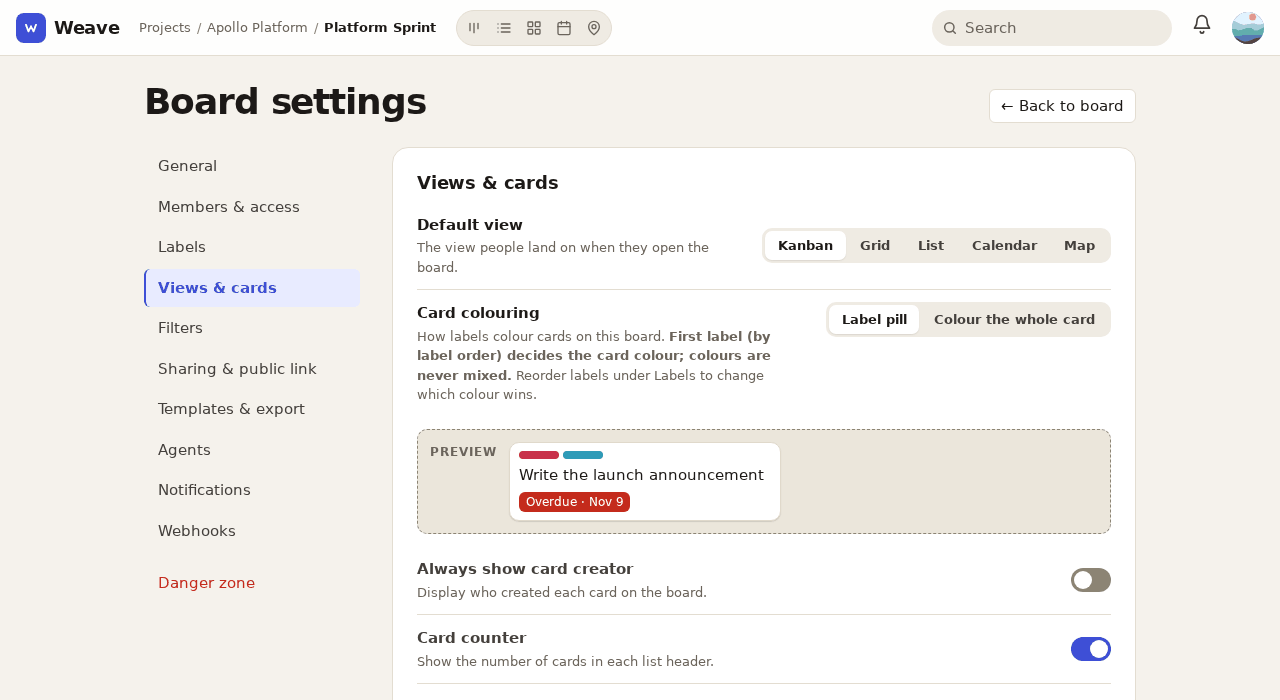 Weave
Projects / Apollo Platform / Platform Sprint
Search
Board settings
← Back to board
General
Members & access
Labels
Views & cards
Filters
Sharing & public link
Templates & export
Agents
Notifications
Webhooks
Danger zone
Views & cards
Default view
The view people land on when they open the
board.
Kanban Grid List Calendar Map
Card colouring
How labels colour cards on this board. First label (by
label order) decides the card colour; colours are
never mixed. Reorder labels under Labels to change
which colour wins.
Label pill Colour the whole card
PREVIEW
Write the launch announcement
Overdue · Nov 9
Always show card creator
Display who created each card on the board.
Card counter
Show the number of cards in each list header.